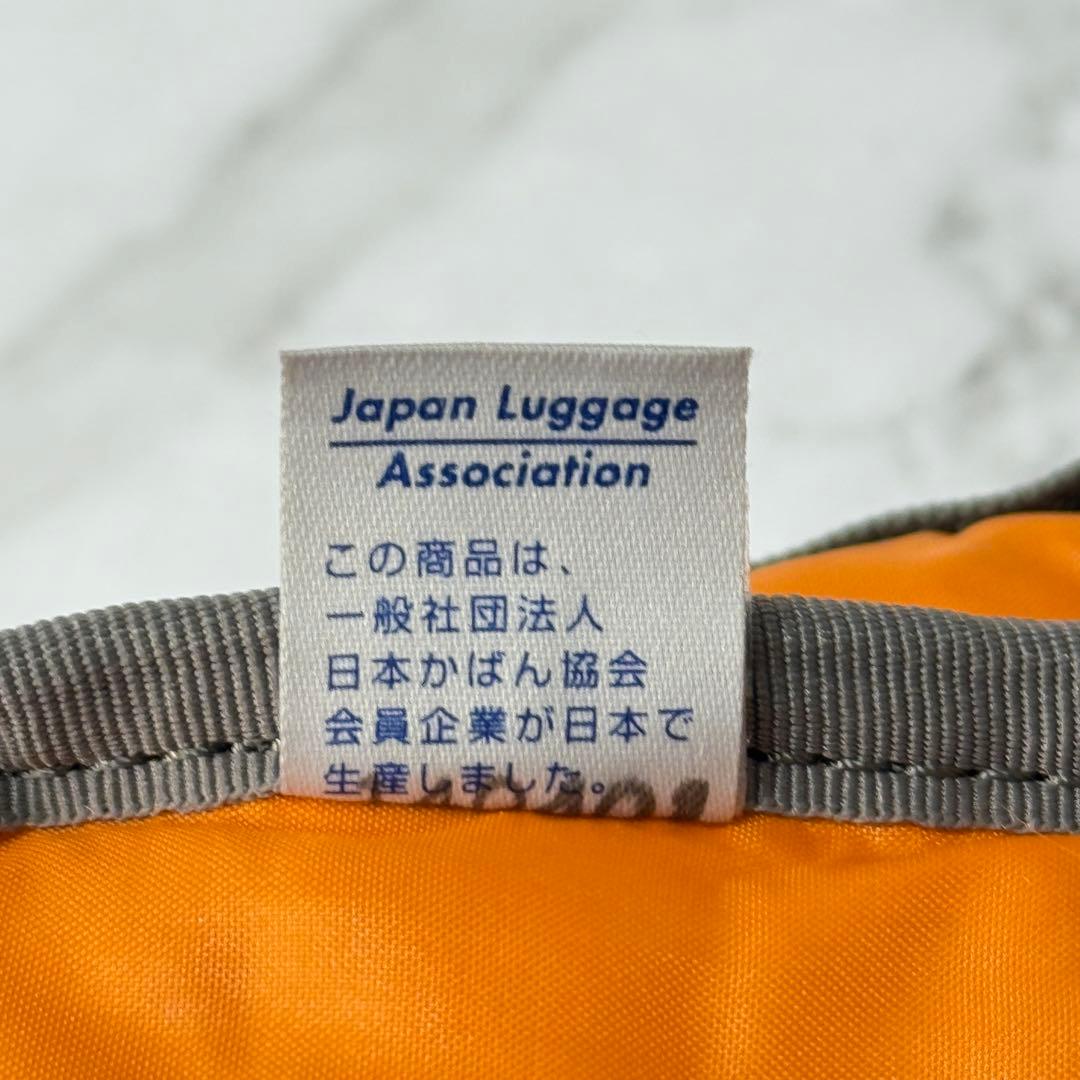 Japan Luggage
Association
この商品は、
一般社団法人
日本かばん協会
会員企業が日本で
生産しました。